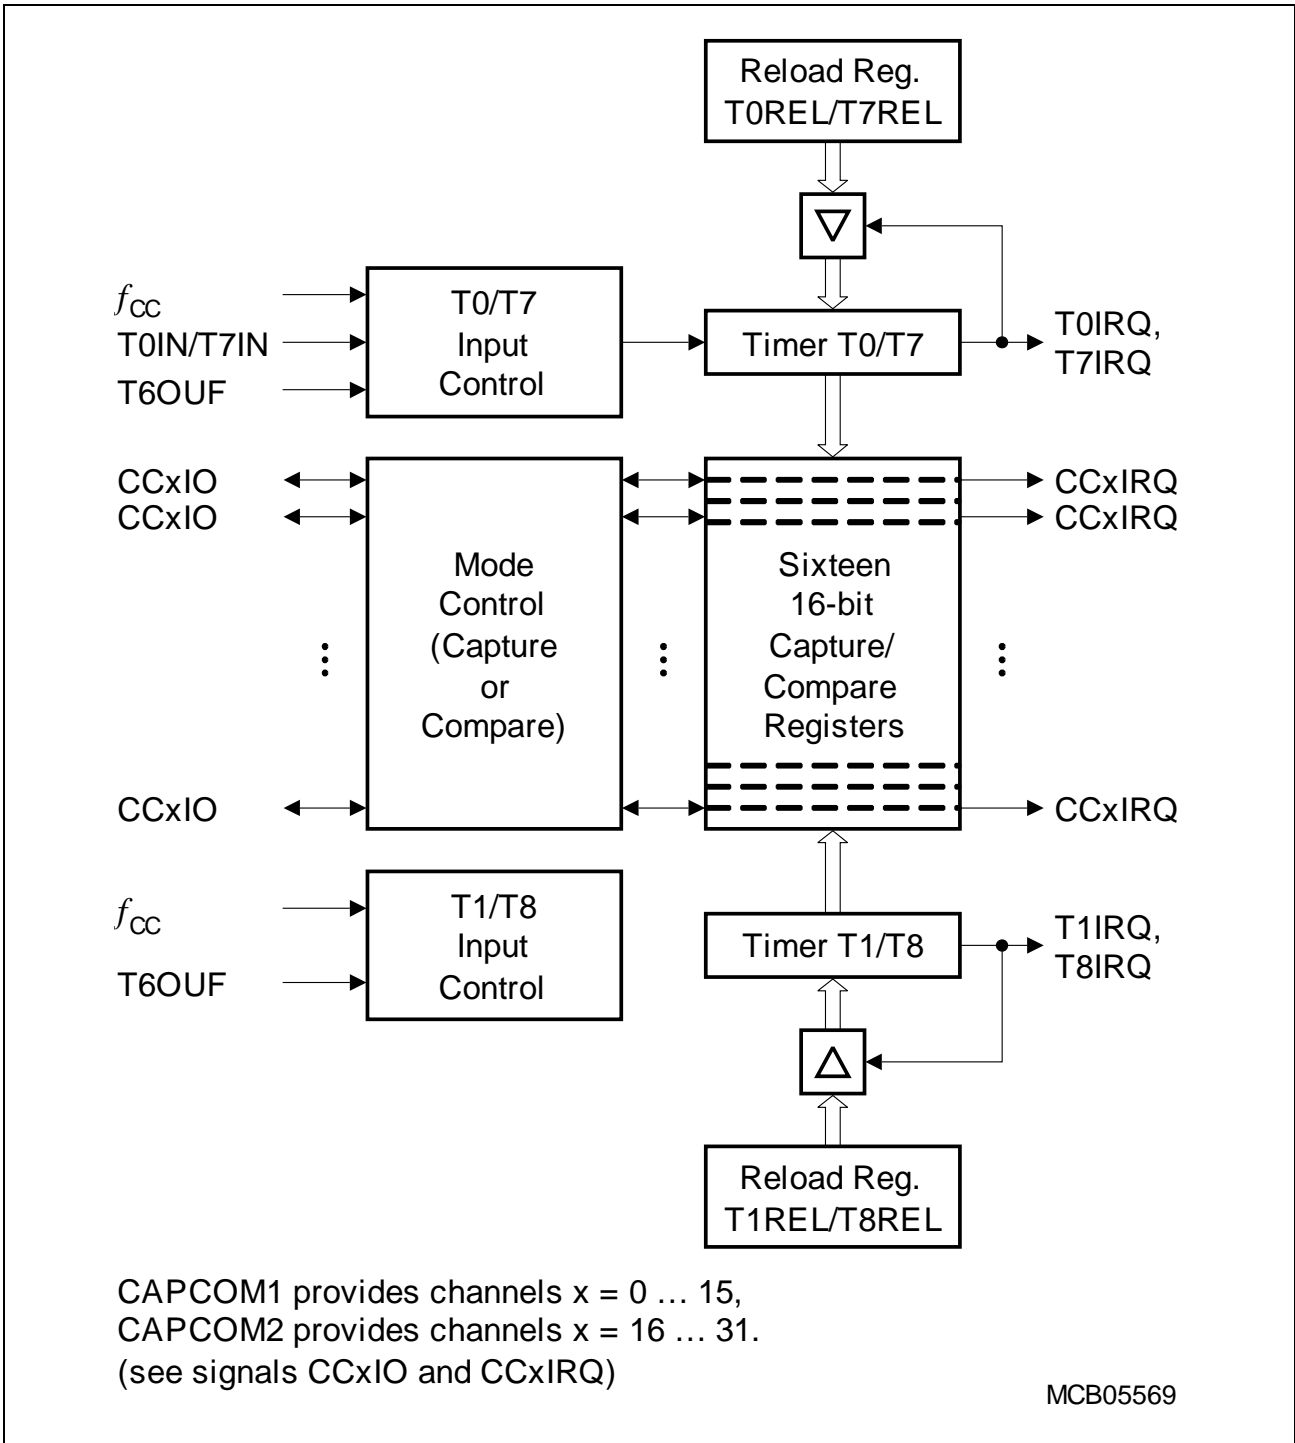 Reload Reg.
T0REL/T7REL
f CC
T0IN/T7IN
T6OUF
T0/T7
Input
Control
Timer T0/T7
T0IRQ,
T7IRQ
CCxIO
CCxIO
CCxIO
Mode
Control
(Capture
or
Compare)
Sixteen
16-bit
Capture/
Compare
Registers
CCxIRQ
CCxIRQ
CCxIRQ
f CC
T6OUF
T1/T8
Input
Control
Timer T1/T8
T1IRQ,
T8IRQ
Reload Reg.
T1REL/T8REL
CAPCOM1 provides channels x = 0 … 15,
CAPCOM2 provides channels x = 16 … 31.
(see signals CCxIO and CCxIRQ)
MCB05569